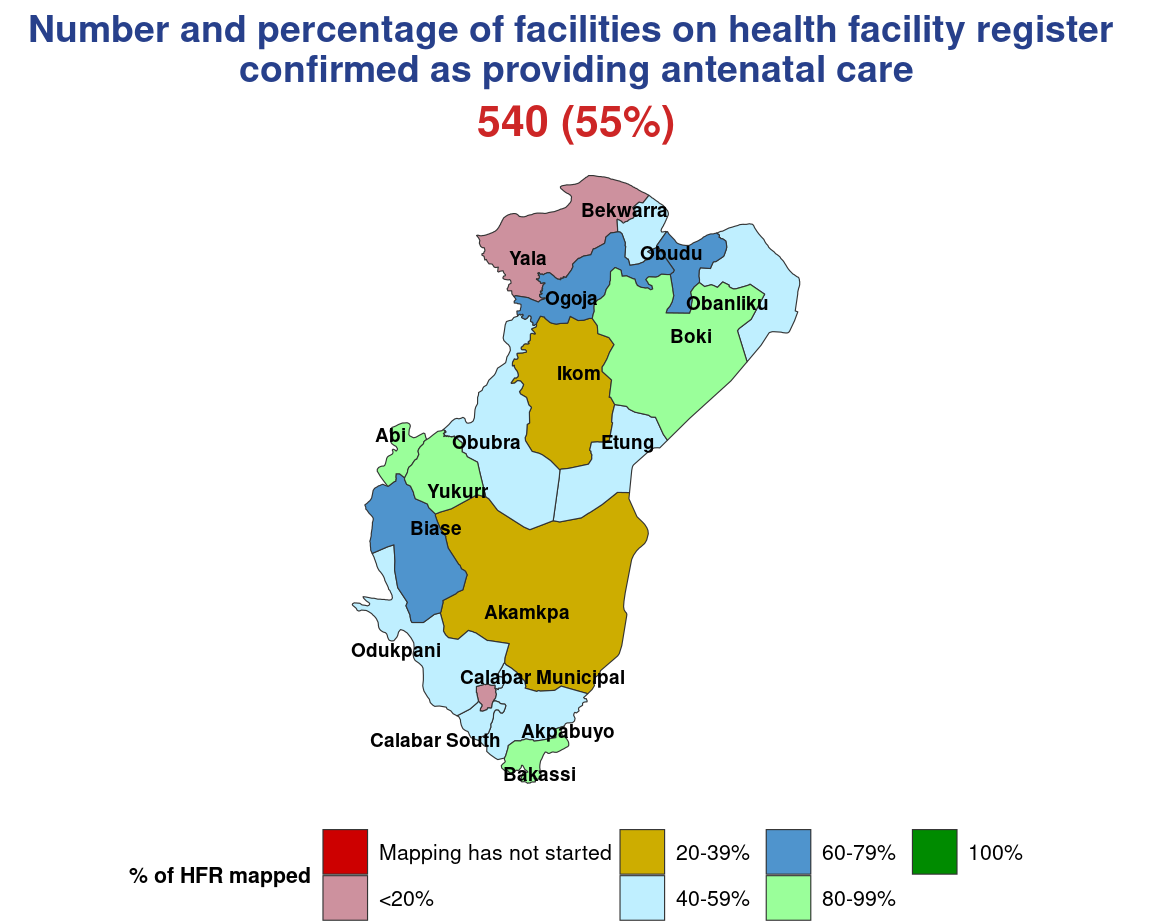 Number and percentage of facilities on health facility register
confirmed as providing antenatal care
540 (55%)
Bekwarra
Obudu
Yala
Ogoja
Obanliku
Boki
Ikom
Abi
Obubra
Etung
Yukurr
Biase
Akamkpa
Odukpani
Calabar Municipal
Akpabuyo
Calabar South
Bakassi
% of HFR mapped
Mapping has not started
<20%
20-39%
40-59%
60-79%
80-99%
100%